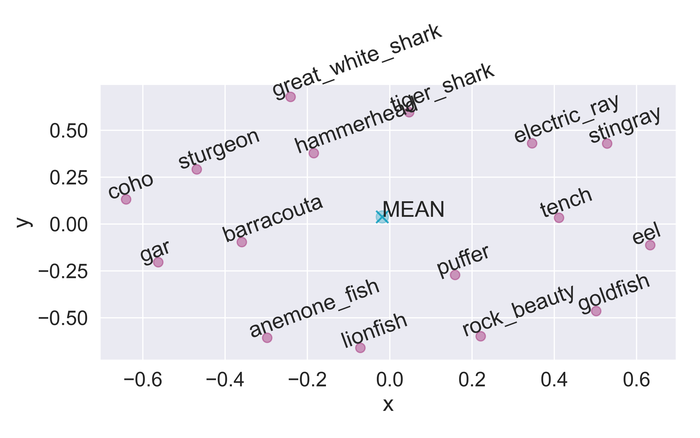 great_white_shark
tiger_shark
hammerhead
electric_ray
stingray
sturgeon
coho
MEAN
tench
barracouta
eel
gar
puffer
goldfish
rock_beauty
anemone_fish
lionfish
y
0.50
0.25
0.00
−0.25
−0.50
−0.6
−0.4
−0.2
0.0
0.2
0.4
0.6
x